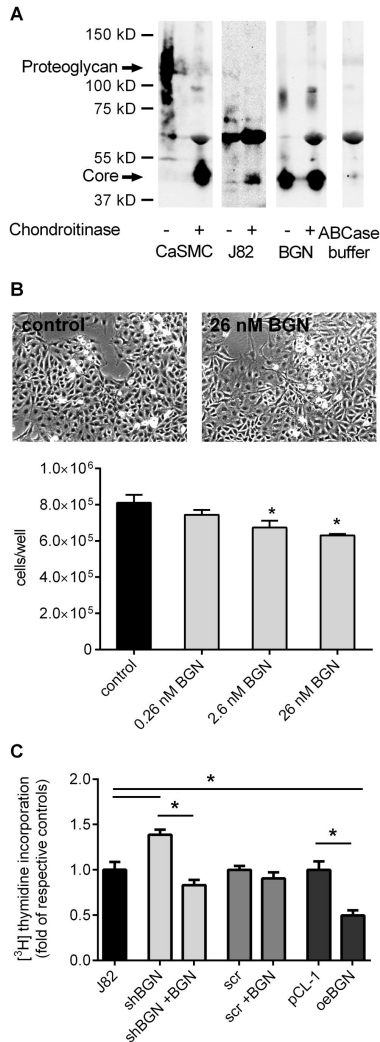 A
150 kD
Proteoglycan
100 kD
75 kD
55 kD
Core
37 kD
Chondroitinase - + - + - + ABCase
CaSMC J82 BGN buffer
B
control 26 nM BGN
cells/well
1.0×10⁶
8.0×10⁵
6.0×10⁵
4.0×10⁵
2.0×10⁵
0
* *
control 0.26 nM BGN 2.6 nM BGN 26 nM BGN
C
[³H] thymidine incorporation
(fold of respective controls)
2.0
1.5
1.0
0.5
0.0
*
* *
J82 shBGN shBGN +BGN scr scr +BGN pCL-1 oeBGN